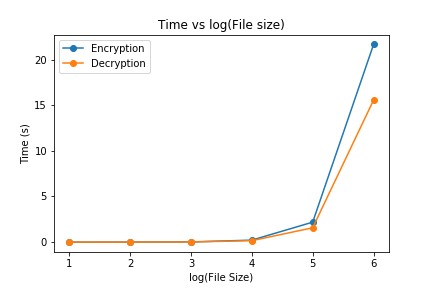 Time vs log(File size)
Encryption
Decryption
Time (s)
20
15
10
5
0
1 2 3 4 5 6
log(File Size)